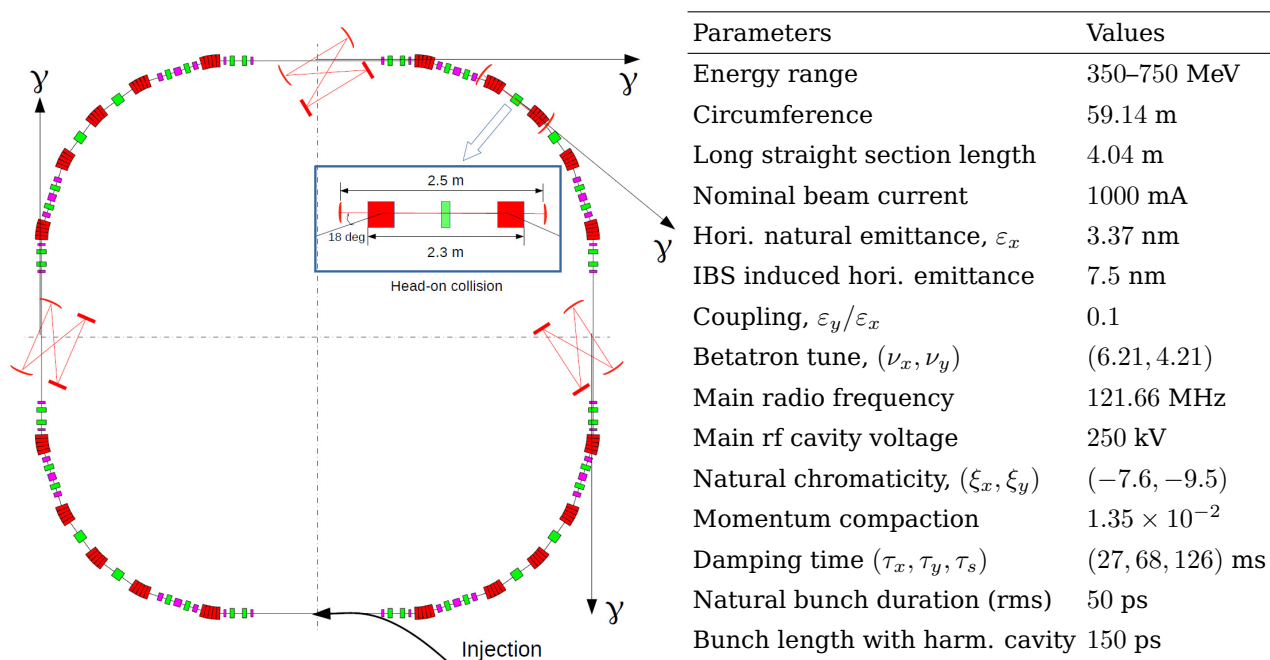 γ
γ
γ
γ
2.5 m
18 deg
2.3 m
Head-on collision
Injection
Parameters Values
Energy range 350–750 MeV
Circumference 59.14 m
Long straight section length 4.04 m
Nominal beam current 1000 mA
Hori. natural emittance, εx 3.37 nm
IBS induced hori. emittance 7.5 nm
Coupling, εy/εx 0.1
Betatron tune, (νx, νy) (6.21, 4.21)
Main radio frequency 121.66 MHz
Main rf cavity voltage 250 kV
Natural chromaticity, (ξx, ξy) (−7.6, −9.5)
Momentum compaction 1.35 × 10⁻²
Damping time (τx, τy, τs) (27, 68, 126) ms
Natural bunch duration (rms) 50 ps
Bunch length with harm. cavity 150 ps